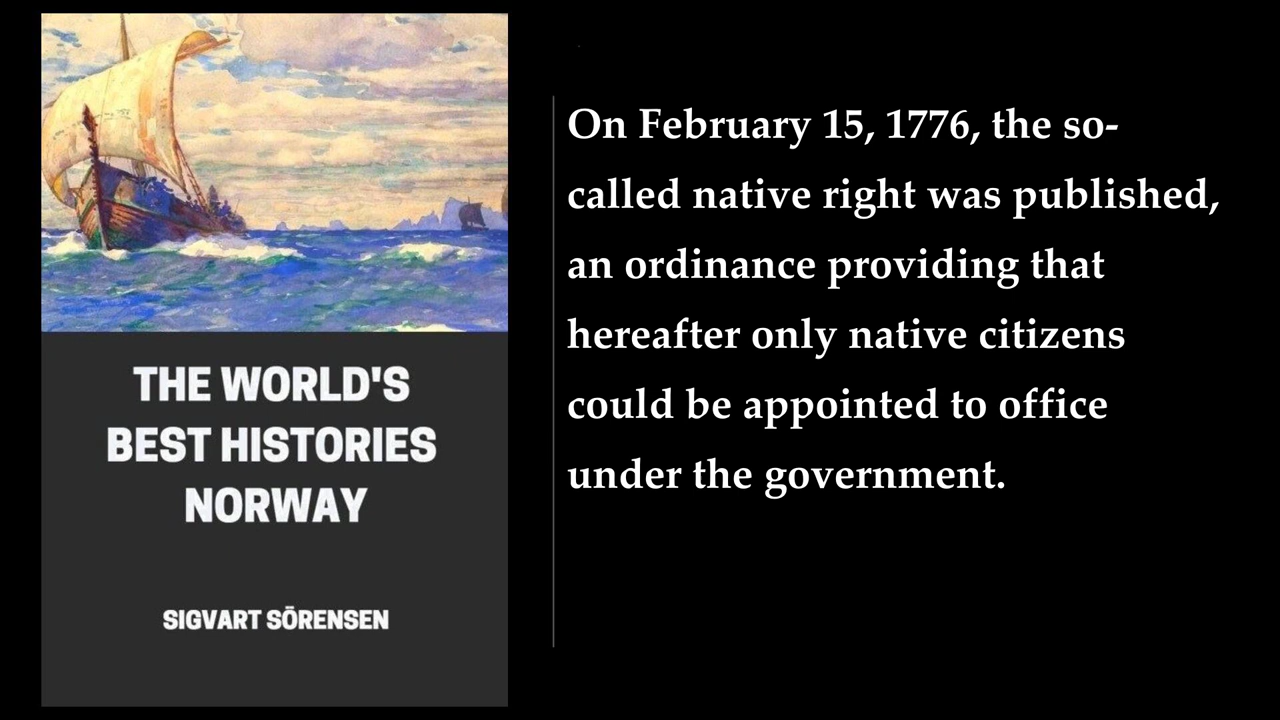 THE WORLD'S
BEST HISTORIES
NORWAY
SIGVART SÖRENSEN
On February 15, 1776, the so-
called native right was published,
an ordinance providing that
hereafter only native citizens
could be appointed to office
under the government.